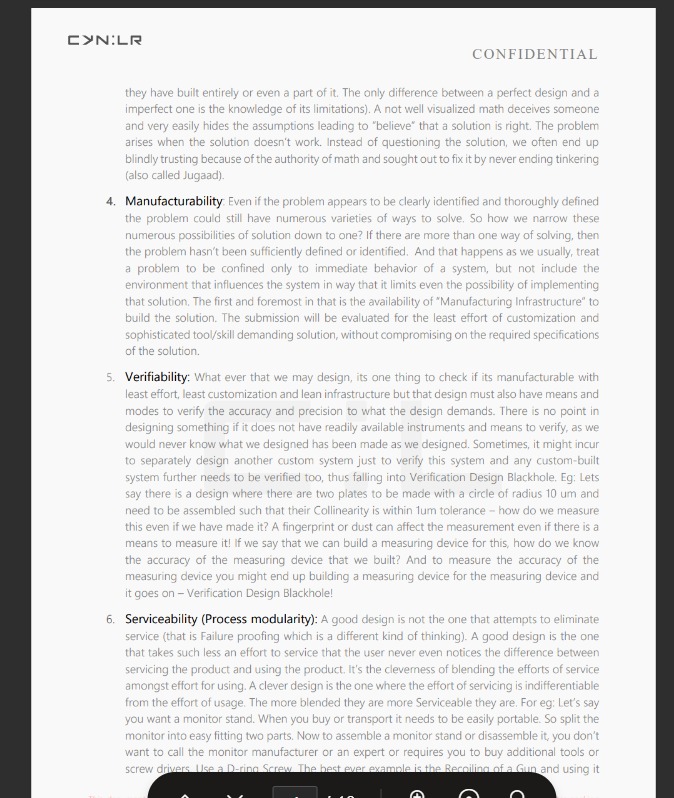 CYN:LR
CONFIDENTIAL
they have built entirely or even a part of it. The only difference between a perfect design and a
imperfect one is the knowledge of its limitations). A not well visualized math deceives someone
and very easily hides the assumptions leading to "believe" that a solution is right. The problem
arises when the solution doesn't work. Instead of questioning the solution, we often end up
blindly trusting because of the authority of math and sought out to fix it by never ending tinkering
(also called Jugaad).
4. Manufacturability: Even if the problem appears to be clearly identified and thoroughly defined
the problem could still have numerous varieties of ways to solve. So how we narrow these
numerous possibilities of solution down to one? If there are more than one way of solving, then
the problem hasn't been sufficiently defined or identified. And that happens as we usually, treat
a problem to be confined only to immediate behavior of a system, but not include the
environment that influences the system in way that it limits even the possibility of implementing
that solution. The first and foremost in that is the availability of "Manufacturing Infrastructure" to
build the solution. The submission will be evaluated for the least effort of customization and
sophisticated tool/skill demanding solution, without compromising on the required specifications
of the solution.
5. Verifiability: What ever that we may design, its one thing to check if its manufacturable with
least effort, least customization and lean infrastructure but that design must also have means and
modes to verify the accuracy and precision to what the design demands. There is no point in
designing something if it does not have readily available instruments and means to verify, as we
would never know what we designed has been made as we designed. Sometimes, it might incur
to separately design another custom system just to verify this system and any custom-built
system further needs to be verified too, thus falling into Verification Design Blackhole. Eg: Lets
say there is a design where there are two plates to be made with a circle of radius 10 um and
need to be assembled such that their Collinearity is within 1um tolerance – how do we measure
this even if we have made it? A fingerprint or dust can affect the measurement even if there is a
means to measure it! If we say that we can build a measuring device for this, how do we know
the accuracy of the measuring device that we built? And to measure the accuracy of the
measuring device you might end up building a measuring device for the measuring device and
it goes on – Verification Design Blackhole!
6. Serviceability (Process modularity): A good design is not the one that attempts to eliminate
service (that is Failure proofing which is a different kind of thinking). A good design is the one
that takes such less an effort to service that the user never even notices the difference between
servicing the product and using the product. It's the cleverness of blending the efforts of service
amongst effort for using. A clever design is the one where the effort of servicing is indifferentiable
from the effort of usage. The more blended they are more Serviceable they are. For eg: Let's say
you want a monitor stand. When you buy or transport it needs to be easily portable. So split the
monitor into easy fitting two parts. Now to assemble a monitor stand or disassemble it, you don't
want to call the monitor manufacturer or an expert or requires you to buy additional tools or
screw drivers. Use a D-ring Screw. The best ever example is the Recoiling of a Gun and using it